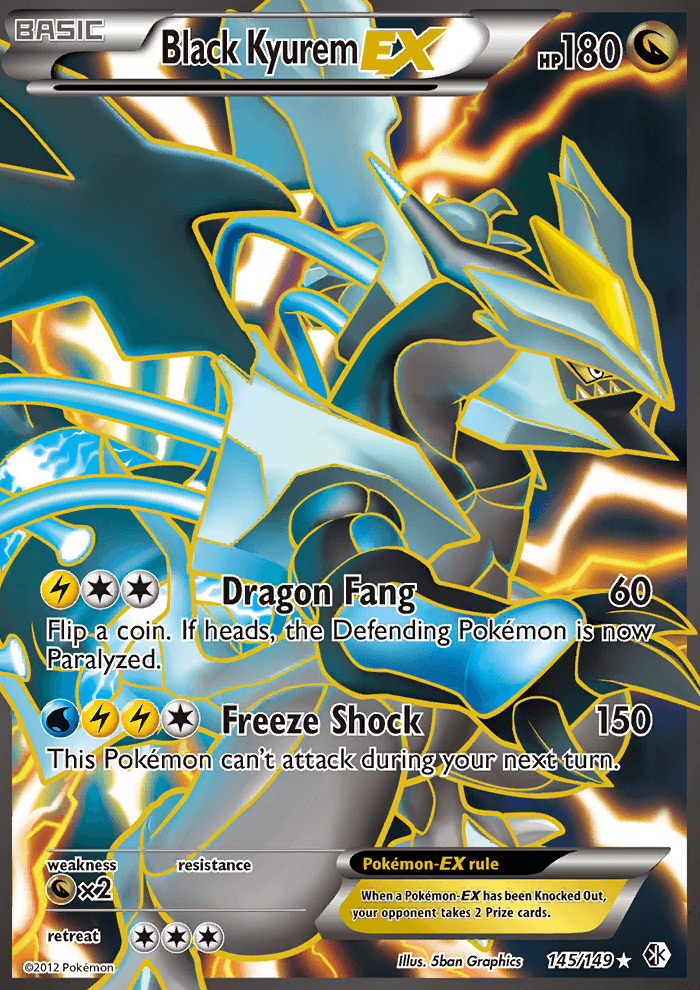 BASIC
Black Kyurem EX
HP180
Dragon Fang 60
Flip a coin. If heads, the Defending Pokémon is now
Paralyzed.
Freeze Shock 150
This Pokémon can't attack during your next turn.
weakness resistance
×2
retreat
Pokémon-EX rule
When a Pokémon-EX has been Knocked Out,
your opponent takes 2 Prize cards.
©2012 Pokémon
Illus. 5ban Graphics 145/149 ★